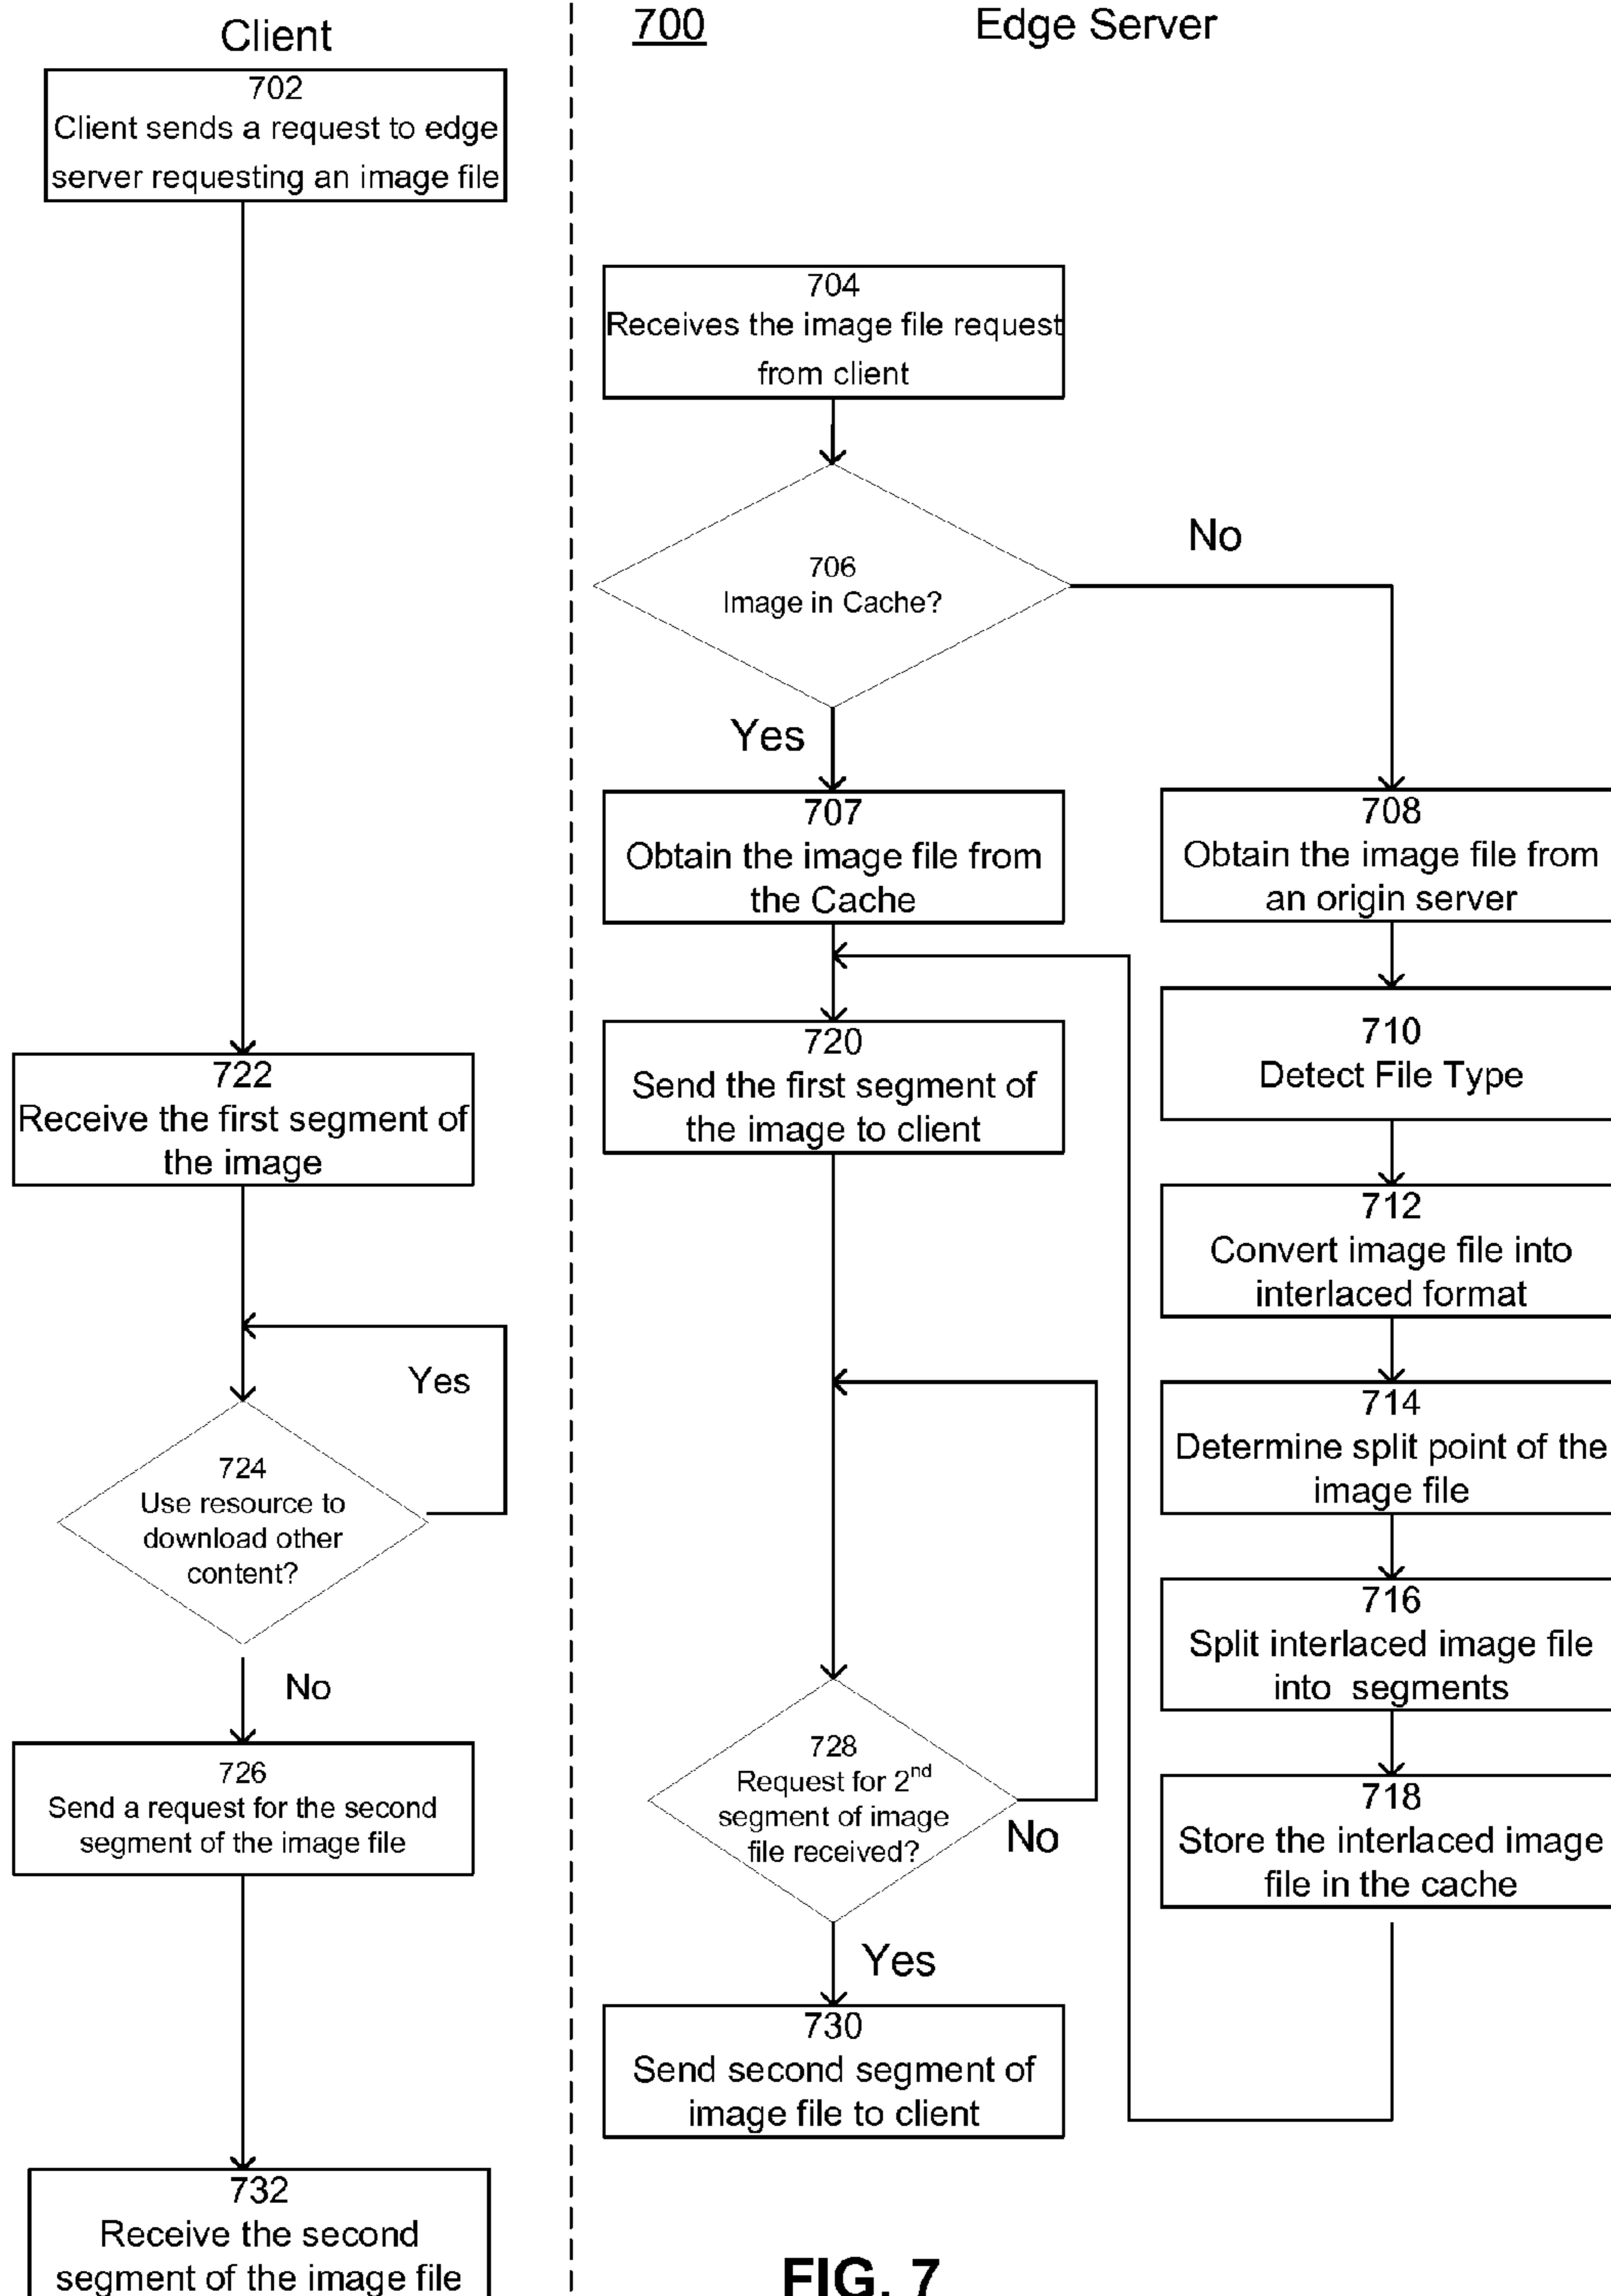 Client
702
Client sends a request to edge
server requesting an image file
722
Receive the first segment of
the image
Yes
724
Use resource to
download other
content?
No
726
Send a request for the second
segment of the image file
732
Receive the second
segment of the image file
700
Edge Server
704
Receives the image file request
from client
706
Image in Cache?
No
Yes
707
Obtain the image file from
the Cache
720
Send the first segment of
the image to client
728
Request for 2nd
segment of image
file received?
No
Yes
730
Send second segment of
image file to client
708
Obtain the image file from
an origin server
710
Detect File Type
712
Convert image file into
interlaced format
714
Determine split point of the
image file
716
Split interlaced image file
into segments
718
Store the interlaced image
file in the cache
FIG. 7